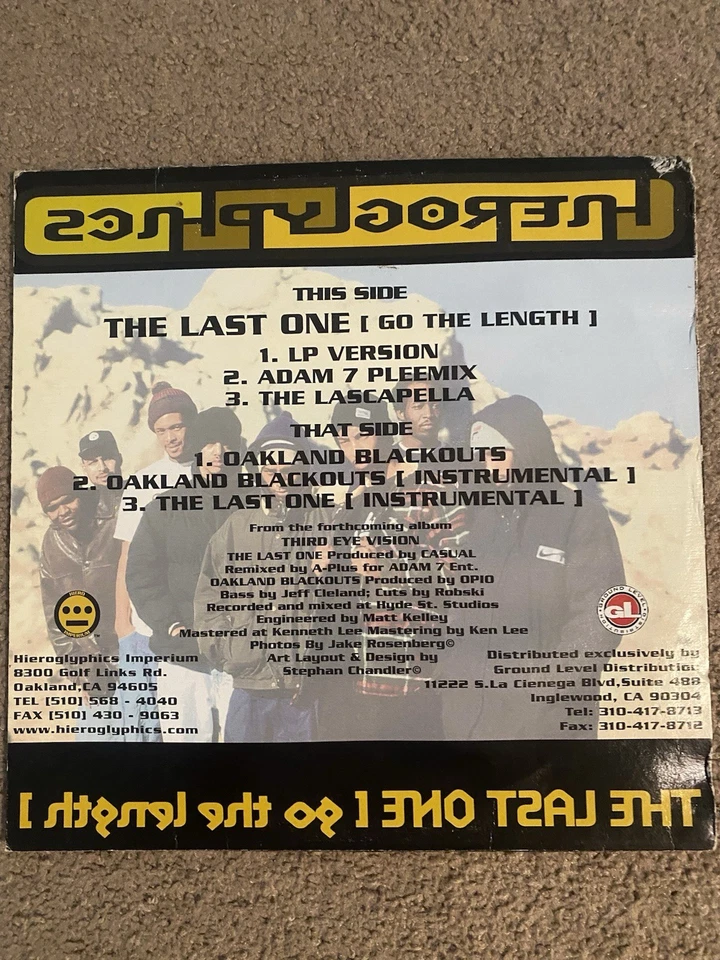 HIEROGLYPHICS
THIS SIDE
THE LAST ONE [ GO THE LENGTH ]
1. LP VERSION
2. ADAM 7 PLEEMIX
3. THE LASCAPELLA
THAT SIDE
1. OAKLAND BLACKOUTS
2. OAKLAND BLACKOUTS [ INSTRUMENTAL ]
3. THE LAST ONE [ INSTRUMENTAL ]
From the forthcoming album
THIRD EYE VISION
THE LAST ONE Produced by CASUAL
Remixed by A-Plus for ADAM 7 Ent.
OAKLAND BLACKOUTS Produced by OPIO
Bass by Jeff Cleland; Cuts by Robski
Recorded and mixed at Hyde St. Studios
Engineered by Matt Kelley
Mastered at Kenneth Lee Mastering by Ken Lee
Photos By Jake Rosenberg©
Art Layout & Design by
Stephan Chandler©
HIERO
IMPERIUM
TM
Hieroglyphics Imperium
8300 Golf Links Rd.
Oakland,CA 94605
TEL [510] 568 - 4040
FAX [510] 430 - 9063
www.hieroglyphics.com
GROUND LEVEL
GL
DISTRIBUTION
Distributed exclusively by
Ground Level Distribution
11222 S.La Cienega Blvd,Suite 488
Inglewood, CA 90304
Tel: 310-417-8713
Fax: 310-417-8712
THE LAST ONE [ go the length ]